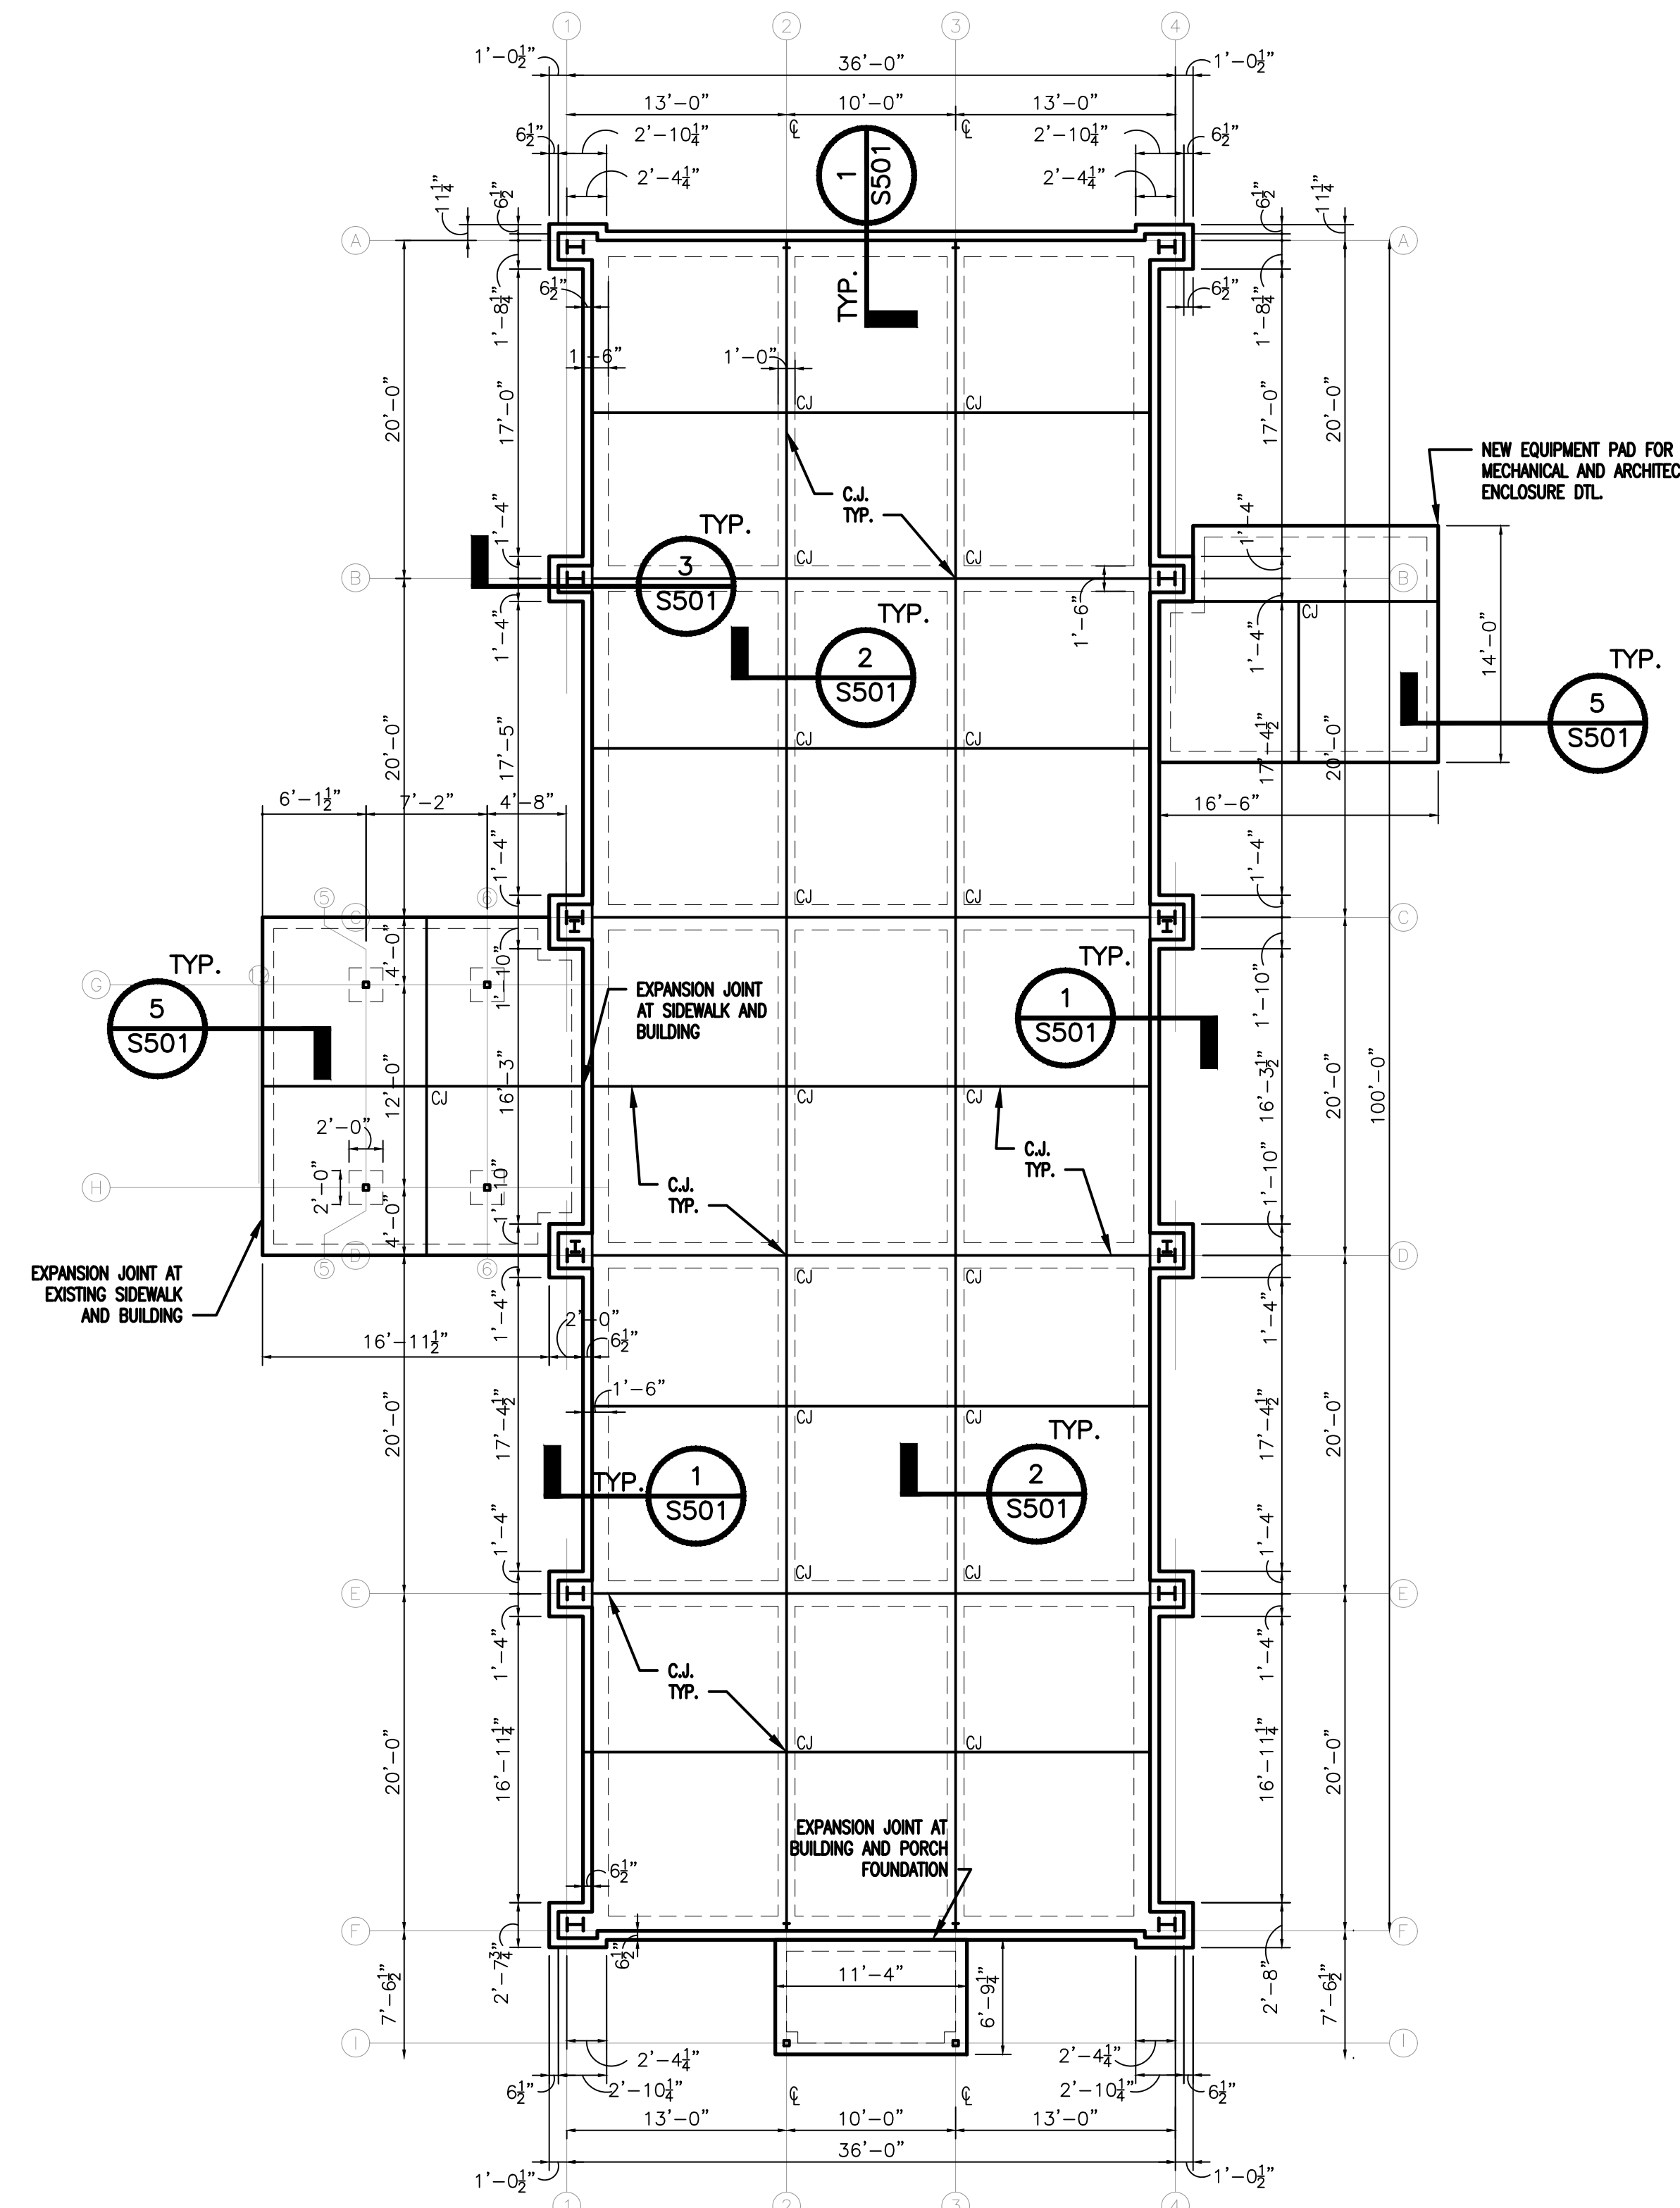 1 2 3 4
1'-0½" 36'-0" 1'-0½"
13'-0" 10'-0" 13'-0"
6½" 2'-10¼" ℄ ℄ 2'-10¼" 6½"
2'-4¼" 2'-4¼"
1
S501
TYP.
11¼" 6½" 6½" 11¼"
A A
1'-8¼" 6½" 6½" 1'-8¼"
1'-6" 1'-0"
20'-0" 17'-0" 17'-0" 20'-0"
CJ CJ
NEW EQUIPMENT PAD FOR
MECHANICAL AND
ENCLOSURE DTL.
C.J.
TYP.
1'-4" 1'-4"
TYP.
3
S501
CJ CJ
B B
1'-4" 1'-6" 1'-4"
TYP.
2
S501
CJ
14'-0"
TYP.
5
S501
20'-0" 17'-5" CJ CJ 17'-4½" 20'-0"
6'-1½" 7'-2" 4'-8" 16'-6"
1'-4" 1'-4"
5 6
CJ CJ
C C
4'-0" 1'-10" 1'-10"
G
TYP.
5
S501
EXPANSION JOINT
AT SIDEWALK AND
BUILDING
TYP.
1
S501
12'-0" 16'-3" 16'-3½" 20'-0" 100'-0"
CJ CJ CJ
2'-0"
2'-0"
C.J.
TYP.
C.J.
TYP.
H
1'-10" 1'-10"
4'-0"
D D
5 6
CJ CJ
EXPANSION JOINT AT
EXISTING SIDEWALK
AND BUILDING
1'-4" 1'-4"
16'-11½" 2'-0" 6½"
1'-6"
20'-0" 17'-4½" 17'-4½" 20'-0"
CJ CJ
TYP.
1
S501
TYP.
2
S501
1'-4" 1'-4"
CJ CJ
E E
1'-4" 1'-4"
C.J.
TYP.
20'-0" 16'-11¼" 16'-11¼" 20'-0"
CJ CJ
EXPANSION JOINT AT
BUILDING AND PORCH
FOUNDATION
6½"
F F
2'-7¾" 6½" 2'-8"
7'-6½" 11'-4" 6'-9¼" 7'-6½"
I I
2'-4¼" 2'-4¼"
6½" 2'-10¼" ℄ ℄ 2'-10¼" 6½"
13'-0" 10'-0" 13'-0"
36'-0"
1'-0½" 1'-0½"
1 2 3 4